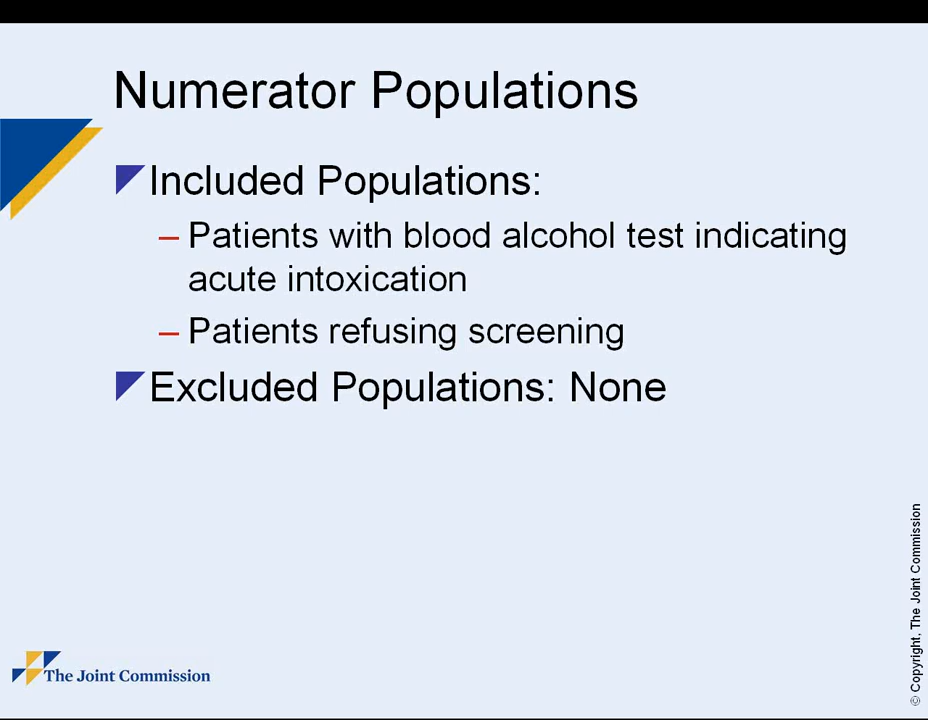 Numerator Populations
Included Populations:
– Patients with blood alcohol test indicating
acute intoxication
– Patients refusing screening
Excluded Populations: None
© Copyright, The Joint Commission
The Joint Commission